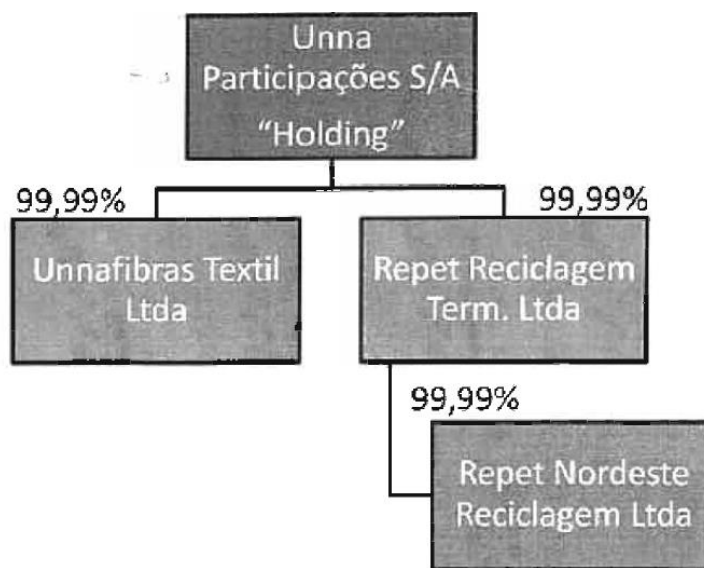 Unna
Participações S/A
“Holding”
99,99%
99,99%
Unnafibras Textil
Ltda
Repet Reciclagem
Term. Ltda
99,99%
Repet Nordeste
Reciclagem Ltda